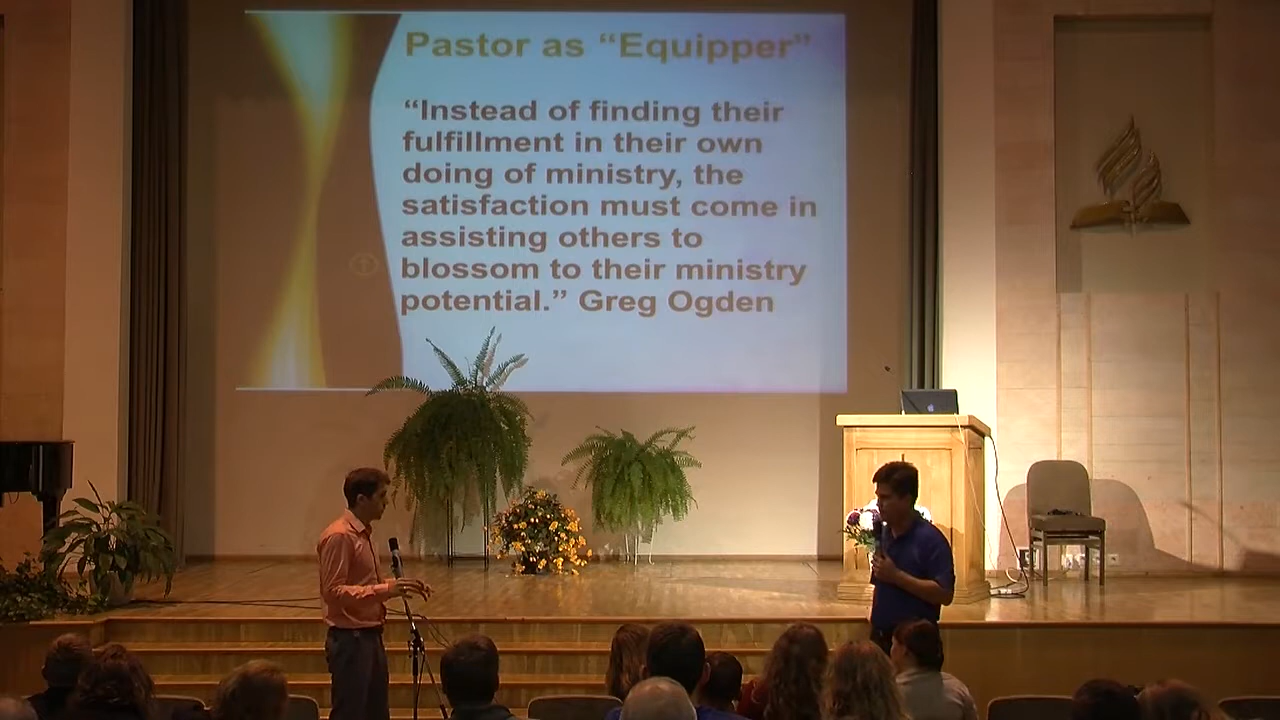 Pastor as “Equipper”
“Instead of finding their
fulfillment in their own
doing of ministry, the
satisfaction must come in
assisting others to
blossom to their ministry
potential.” Greg Ogden